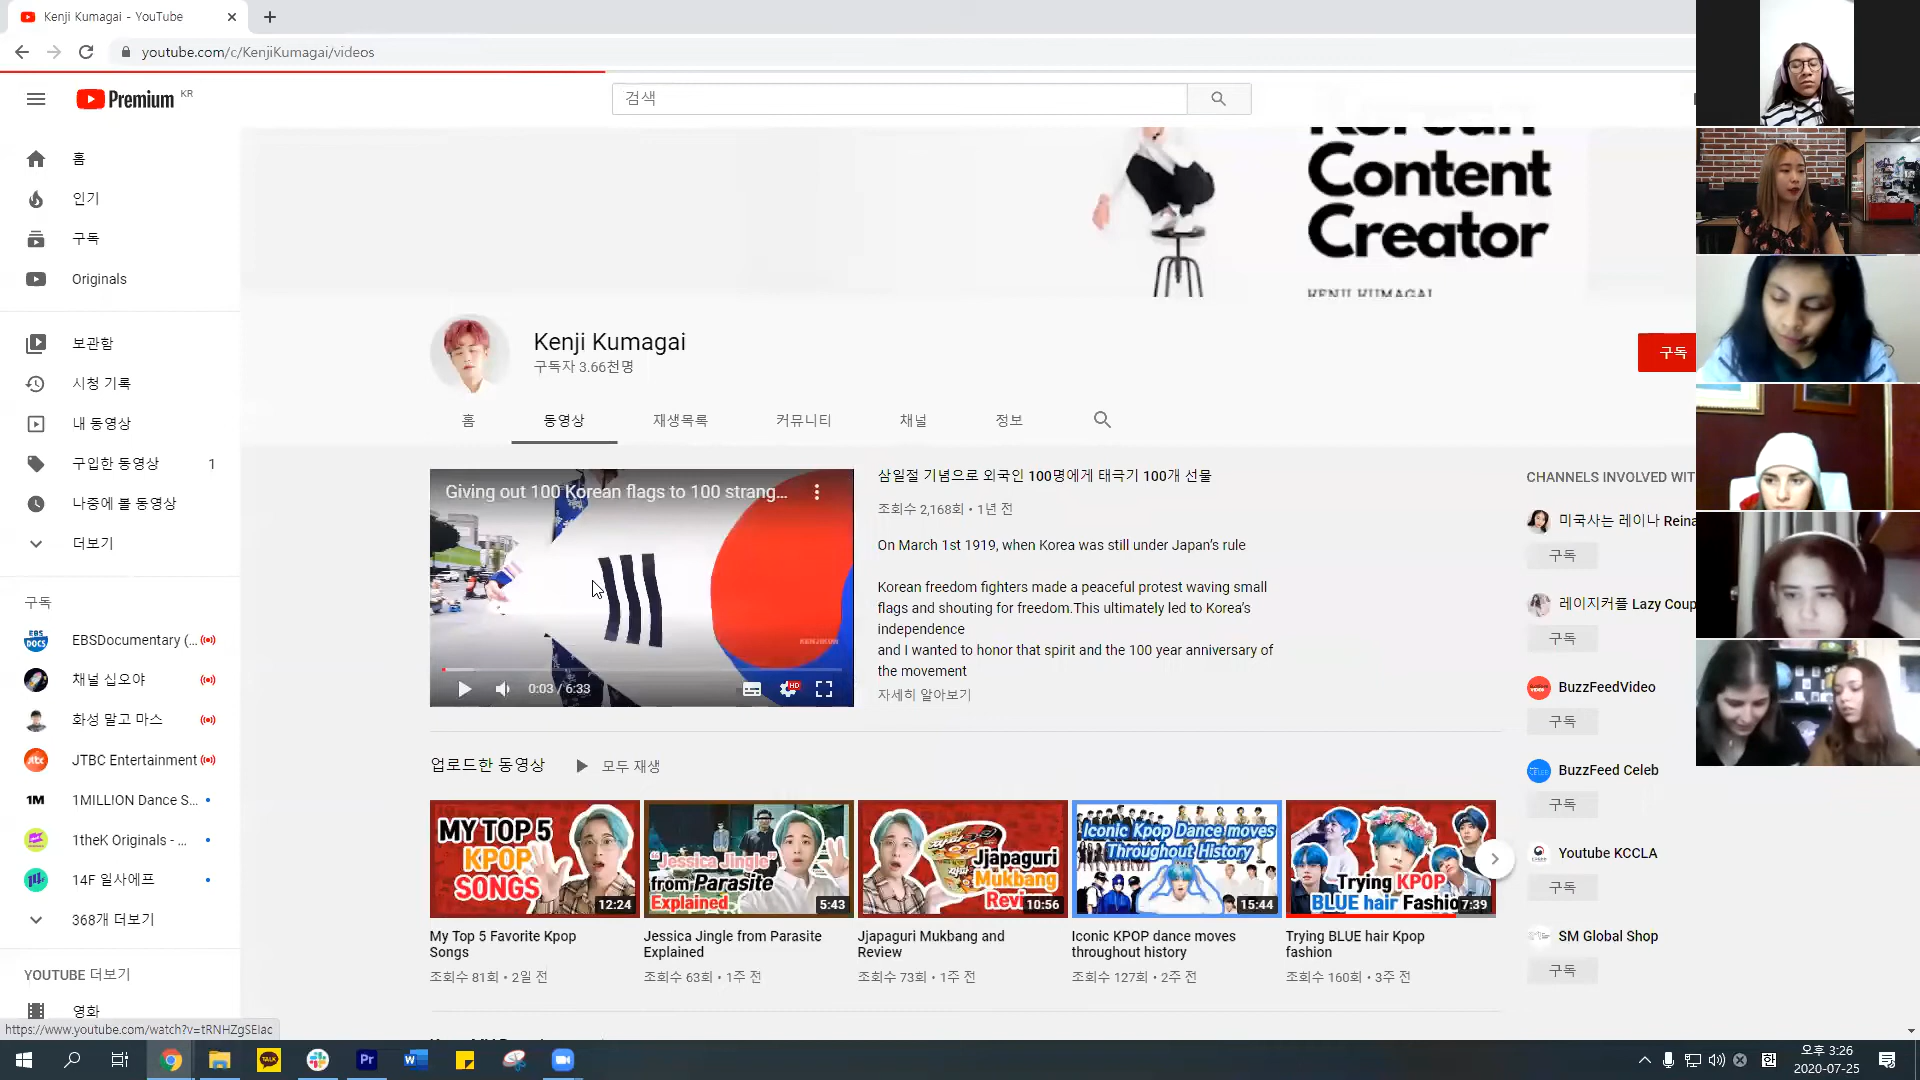 Kenji Kumagai - YouTube
youtube.com/c/KenjiKumagai/videos
Premium KR
검색
홈
인기
구독
Originals
보관함
시청 기록
내 동영상
구입한 동영상 1
나중에 볼 동영상
더보기
구독
EBSDocumentary (...
채널 십오야
화성 말고 마스
JTBC Entertainment
1MILL!ON Dance S...
1theK Originals - ...
14F 일사에프
368개 더보기
YOUTUBE 더보기
영화
https://www.youtube.com/watch?v=tRNHZgSEIac
Korean
Content
Creator
KENJI KUMAGAI
Kenji Kumagai
구독자 3.66천명
구독
홈
동영상
재생목록
커뮤니티
채널
정보
Giving out 100 Korean flags to 100 strang...
0:03 / 6:33
HD
삼일절 기념으로 외국인 100명에게 태극기 100개 선물
조회수 2,168회 • 1년 전
On March 1st 1919, when Korea was still under Japan's rule
Korean freedom fighters made a peaceful protest waving small
flags and shouting for freedom.This ultimately led to Korea's
independence
and I wanted to honor that spirit and the 100 year anniversary of
the movement
자세히 알아보기
CHANNELS INVOLVED WIT
미국사는 레이나 Reina
구독
레이지커플 Lazy Coup
구독
BuzzFeedVideo
구독
BuzzFeed Celeb
구독
Youtube KCCLA
구독
SM Global Shop
구독
업로드한 동영상
모두 재생
MY TOP 5
KPOP
SONGS
12:24
"Jessica Jingle"
from Parasite
Explained
5:43
Jjapaguri
Mukbang
Revi
10:56
Iconic Kpop Dance moves
Throughout History
15:44
Trying KPOP
BLUE hair Fashio
7:39
My Top 5 Favorite Kpop
Songs
조회수 81회 • 2일 전
Jessica Jingle from Parasite
Explained
조회수 63회 • 1주 전
Jjapaguri Mukbang and
Review
조회수 73회 • 1주 전
Iconic KPOP dance moves
throughout history
조회수 127회 • 2주 전
Trying BLUE hair Kpop
fashion
조회수 160회 • 3주 전
TALK
Pr
한
오후 3:26
2020-07-25